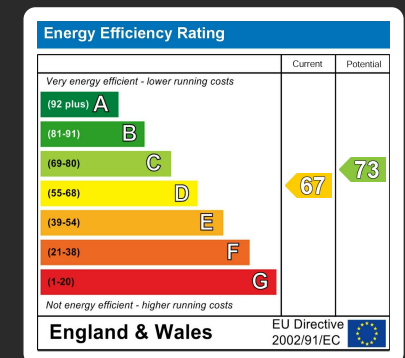 Energy Efficiency Rating
Current Potential
Very energy efficient - lower running costs
(92 plus) A
(81-91) B
(69-80) C
73
(55-68) D
67
(39-54) E
(21-38) F
(1-20) G
Not energy efficient - higher running costs
England & Wales
EU Directive
2002/91/EC